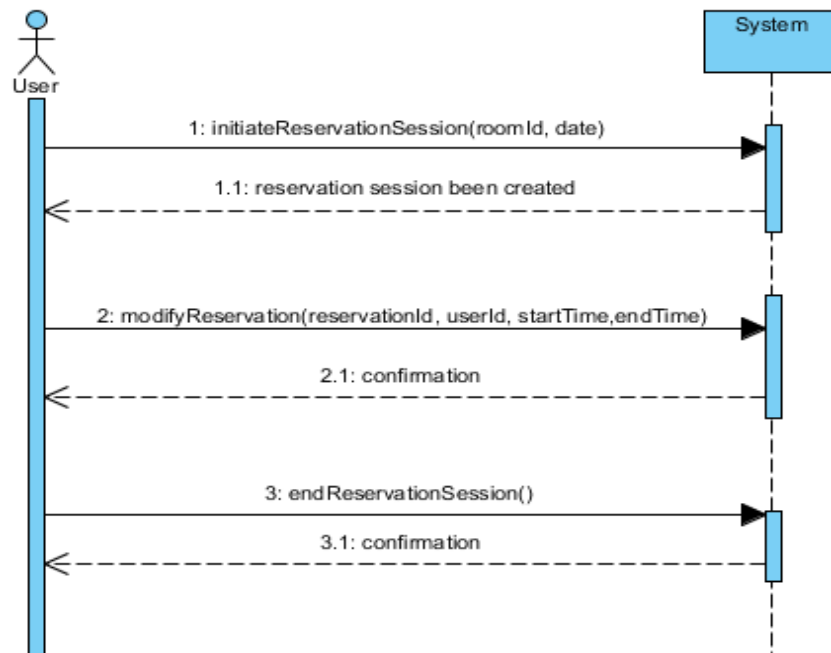 System
User
1: initiateReservationSession(roomId, date)
1.1: reservation session been created
2: modifyReservation(reservationId, userId, startTime,endTime)
2.1: confirmation
3: endReservationSession()
3.1: confirmation